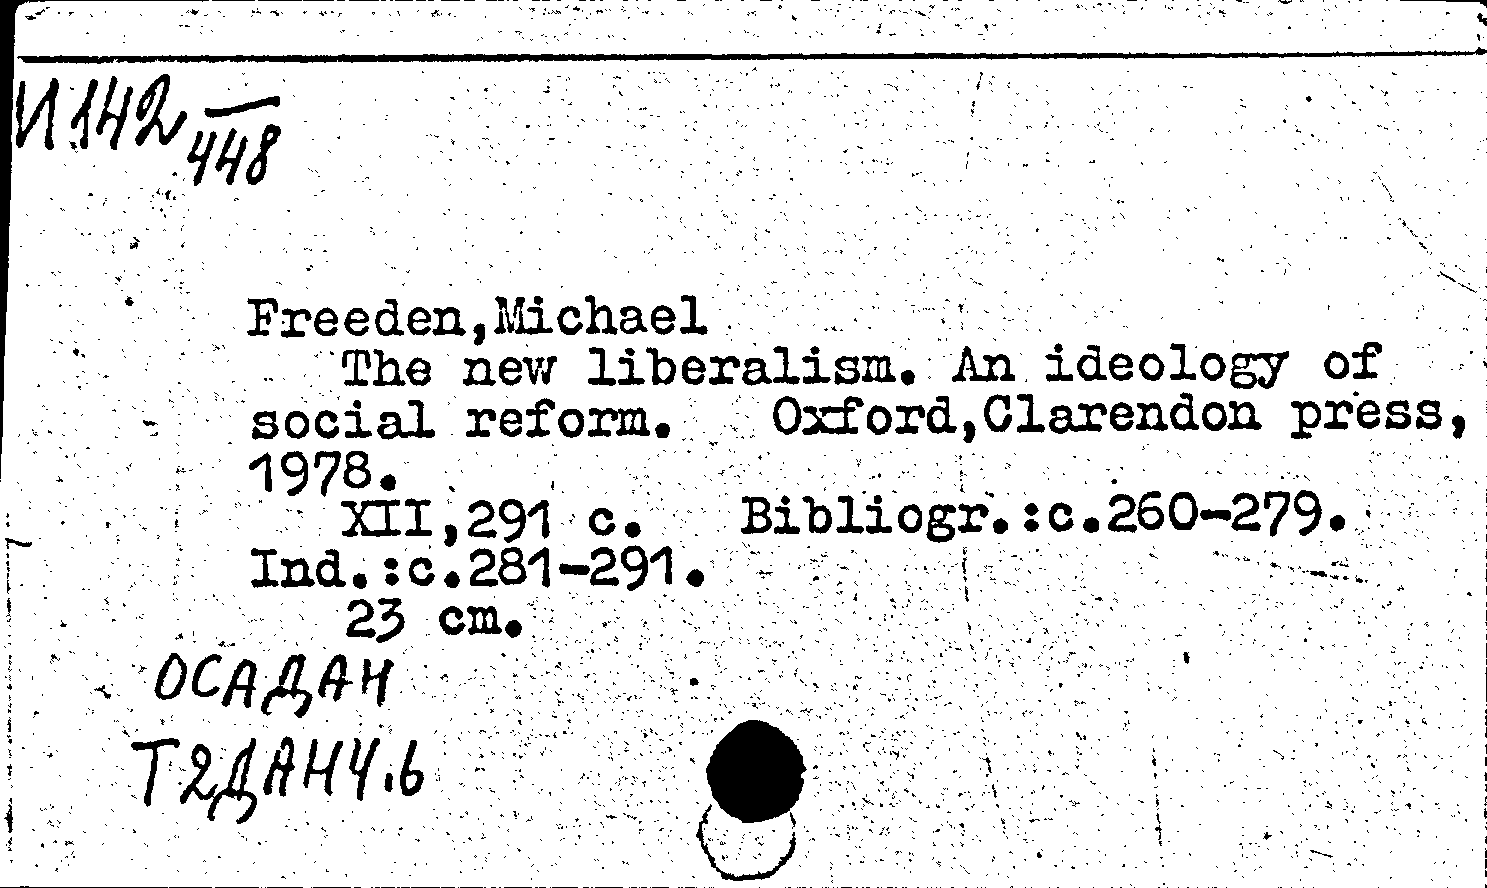 И142
—
448
Freeden,Michael
The new liberalism. An ideology of
social reform. Oxford,Clarendon press,
1978.
XII,291 c. Bibliogr.:c.260-279.
Ind.:c.281-291.
23 cm.
ОСАДАН
Т2ДАН4.6